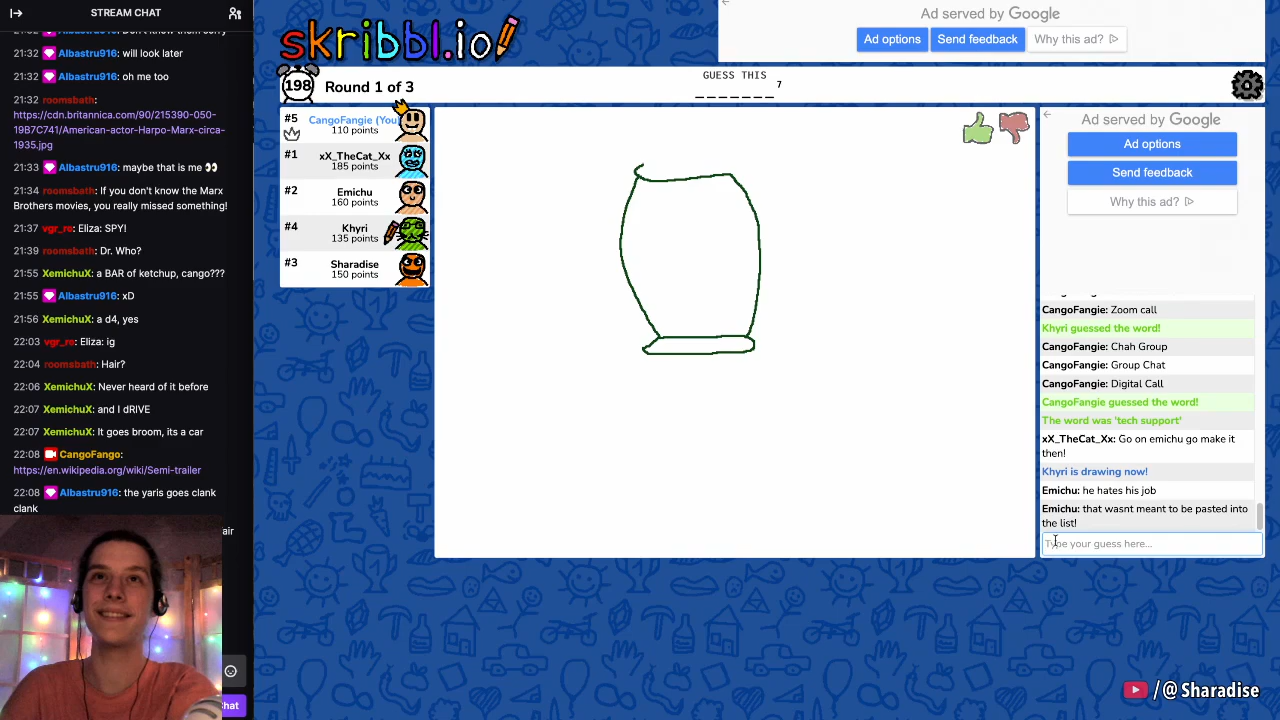 STREAM CHAT
21:32 Albastru916: will look later
21:32 Albastru916: oh me too
21:32 roomsbath:
https://cdn.britannica.com/90/215390-050-
19B7C741/American-actor-Harpo-Marx-circa-
1935.jpg
21:33 Albastru916: maybe that is me 👀
21:34 roomsbath: If you don't know the Marx
Brothers movies, you really missed something!
21:37 vgr_ro: Eliza: SPY!
21:39 roomsbath: Dr. Who?
21:55 XemichuX: a BAR of ketchup, cango???
21:55 Albastru916: xD
21:56 XemichuX: a d4, yes
22:03 vgr_ro: Eliza: ig
22:04 roomsbath: Hair?
22:06 XemichuX: Never heard of it before
22:07 XemichuX: and I dRIVE
22:07 XemichuX: It goes broom, its a car
22:08 CangoFango:
https://en.wikipedia.org/wiki/Semi-trailer
22:08 Albastru916: the yaris goes clank
clank
air
hat
skribbl.io
198
Round 1 of 3
GUESS THIS
_______ 7
Ad served by Google
Ad options
Send feedback
Why this ad?
#5
CangoFangie (You)
110 points
#1
xX_TheCat_Xx
185 points
#2
Emichu
160 points
#4
Khyri
135 points
#3
Sharadise
150 points
Ad served by Google
Ad options
Send feedback
Why this ad?
CangoFangie: Zoom call
Khyri guessed the word!
CangoFangie: Chah Group
CangoFangie: Group Chat
CangoFangie: Digital Call
CangoFangie guessed the word!
The word was 'tech support'
xX_TheCat_Xx: Go on emichu go make it
then!
Khyri is drawing now!
Emichu: he hates his job
Emichu: that wasnt meant to be pasted into
the list!
Type your guess here...
/@Sharadise